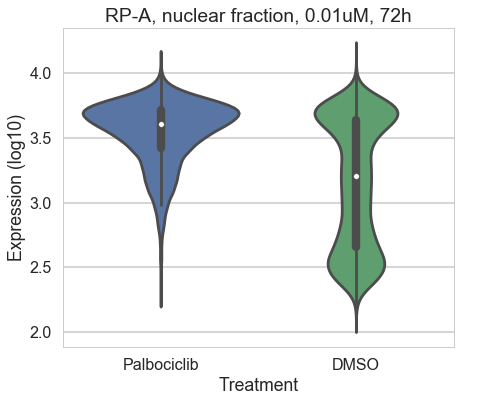 RP-A, nuclear fraction, 0.01uM, 72h
Expression (log10)
4.0
3.5
3.0
2.5
2.0
Palbociclib DMSO
Treatment